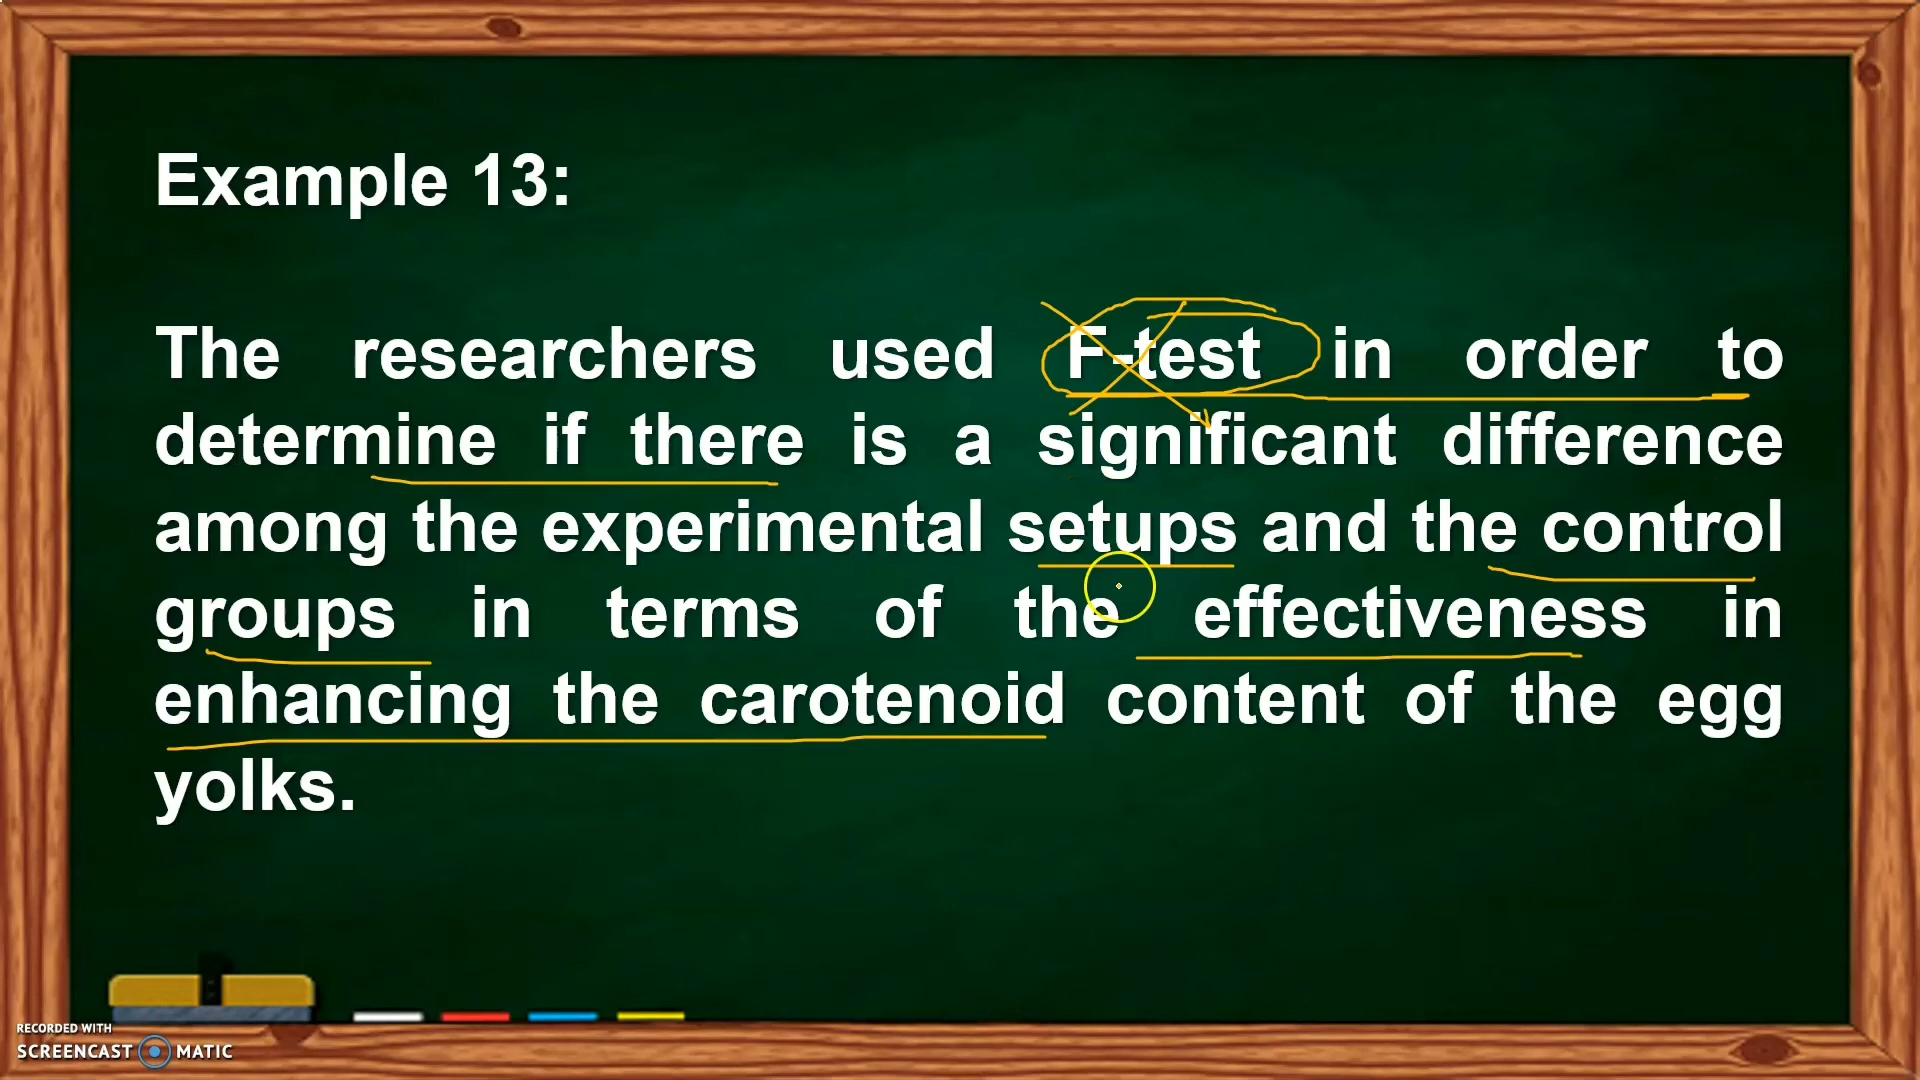 Example 13:
The researchers used F-test in order to
determine if there is a significant difference
among the experimental setups and the control
groups in terms of the effectiveness in
enhancing the carotenoid content of the egg
yolks.
RECORDED WITH
SCREENCAST MATIC